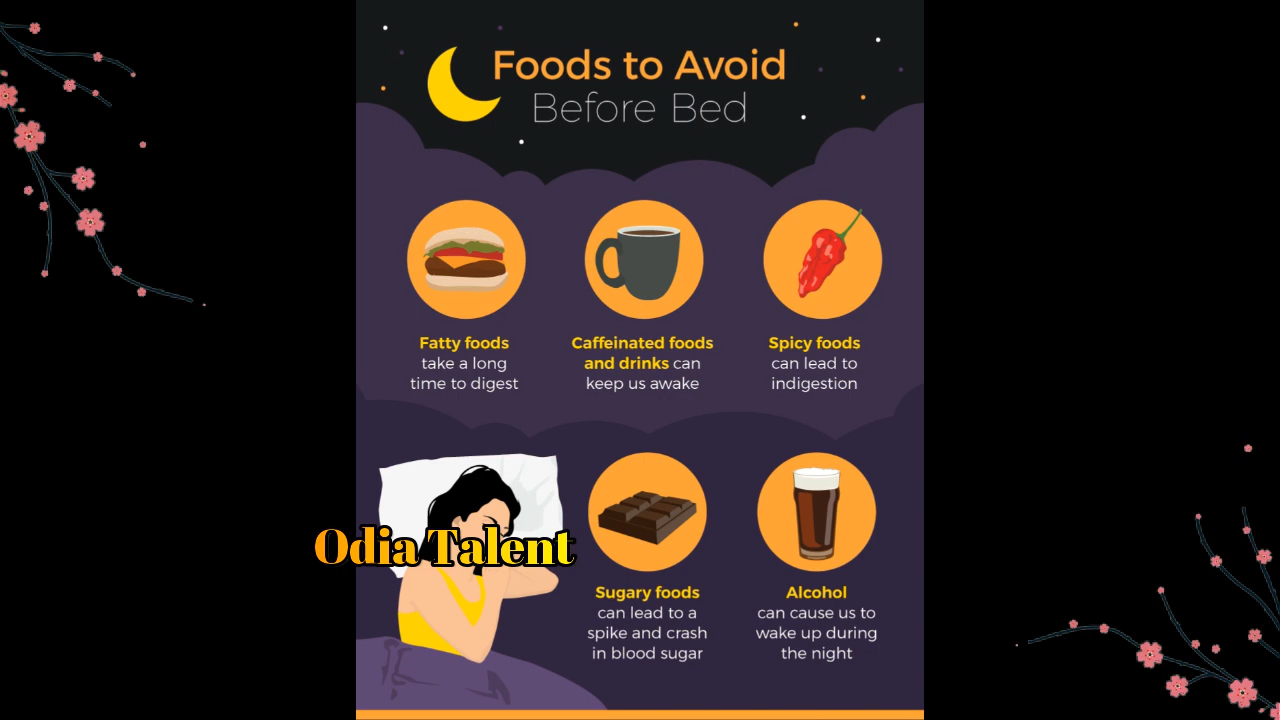 Foods to Avoid
Before Bed
Fatty foods
take a long
time to digest
Caffeinated foods
and drinks can
keep us awake
Spicy foods
can lead to
indigestion
Odia Talent
Sugary foods
can lead to a
spike and crash
in blood sugar
Alcohol
can cause us to
wake up during
the night